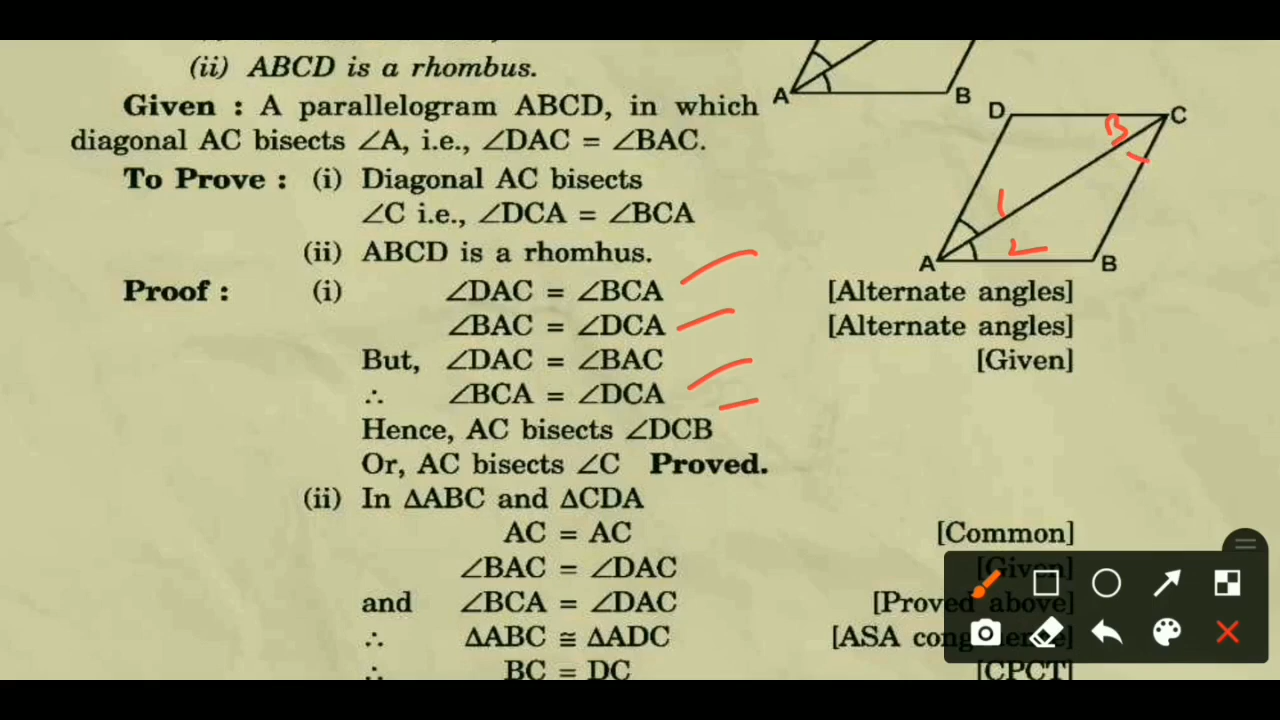 (ii) ABCD is a rhombus.
Given : A parallelogram ABCD, in which
diagonal AC bisects ∠A, i.e., ∠DAC = ∠BAC.
To Prove : (i) Diagonal AC bisects
∠C i.e., ∠DCA = ∠BCA
(ii) ABCD is a rhomhus.
Proof : (i) ∠DAC = ∠BCA [Alternate angles]
∠BAC = ∠DCA [Alternate angles]
But, ∠DAC = ∠BAC [Given]
∴ ∠BCA = ∠DCA
Hence, AC bisects ∠DCB
Or, AC bisects ∠C Proved.
(ii) In ΔABC and ΔCDA
AC = AC [Common]
∠BAC = ∠DAC [Given]
and ∠BCA = ∠DAC [Proved above]
∴ ΔABC ≅ ΔADC [ASA congruence]
∴ BC = DC [CPCT]
A B
D C
A B